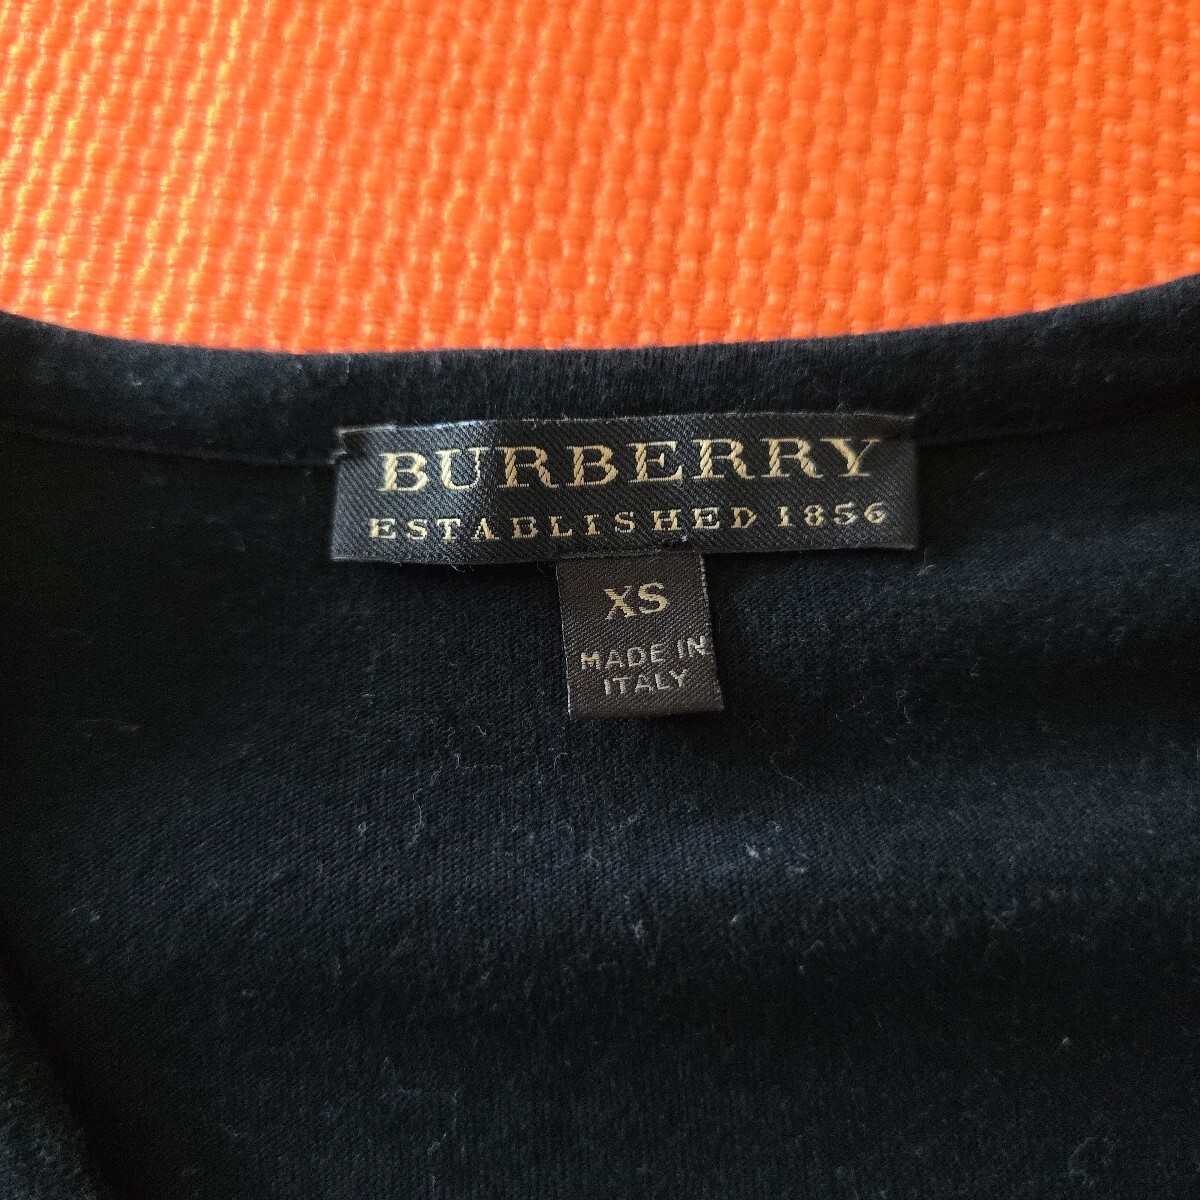 BURBERRY
ESTABLISHED 1856
XS
MADE IN
ITALY